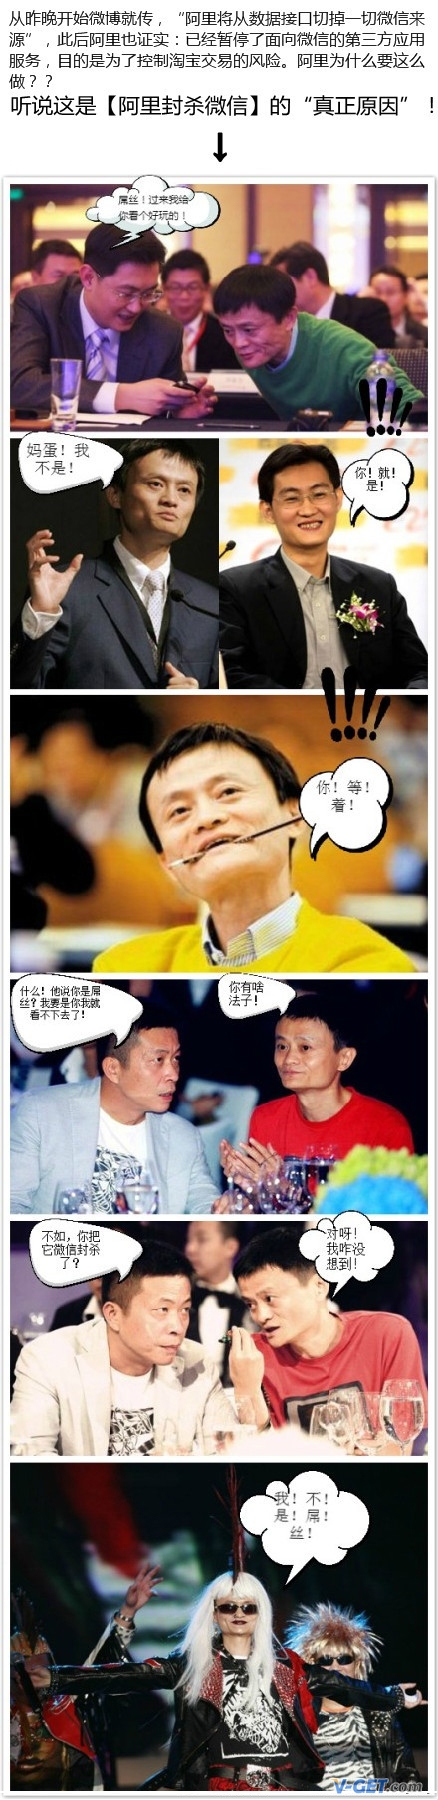 从昨晚开始微博就传，“阿里将从数据接口切掉一切微信来
源”，此后阿里也证实：已经暂停了面向微信的第三方应用
服务，目的是为了控制淘宝交易的风险。阿里为什么要这么
做？？
听说这是【阿里封杀微信】的“真正原因”！
屌丝！过来我给
你看个好玩的！
妈蛋！我
不是！
你！就！
是！
你！等！
着！
什么！他说你是屌
丝？我要是你我就
看不下去了！
你有啥
法子！
不如，你把
它微信封杀
了？
对呀！
我咋没
想到！
我！不！
是！屌！
丝！
V-GET.com